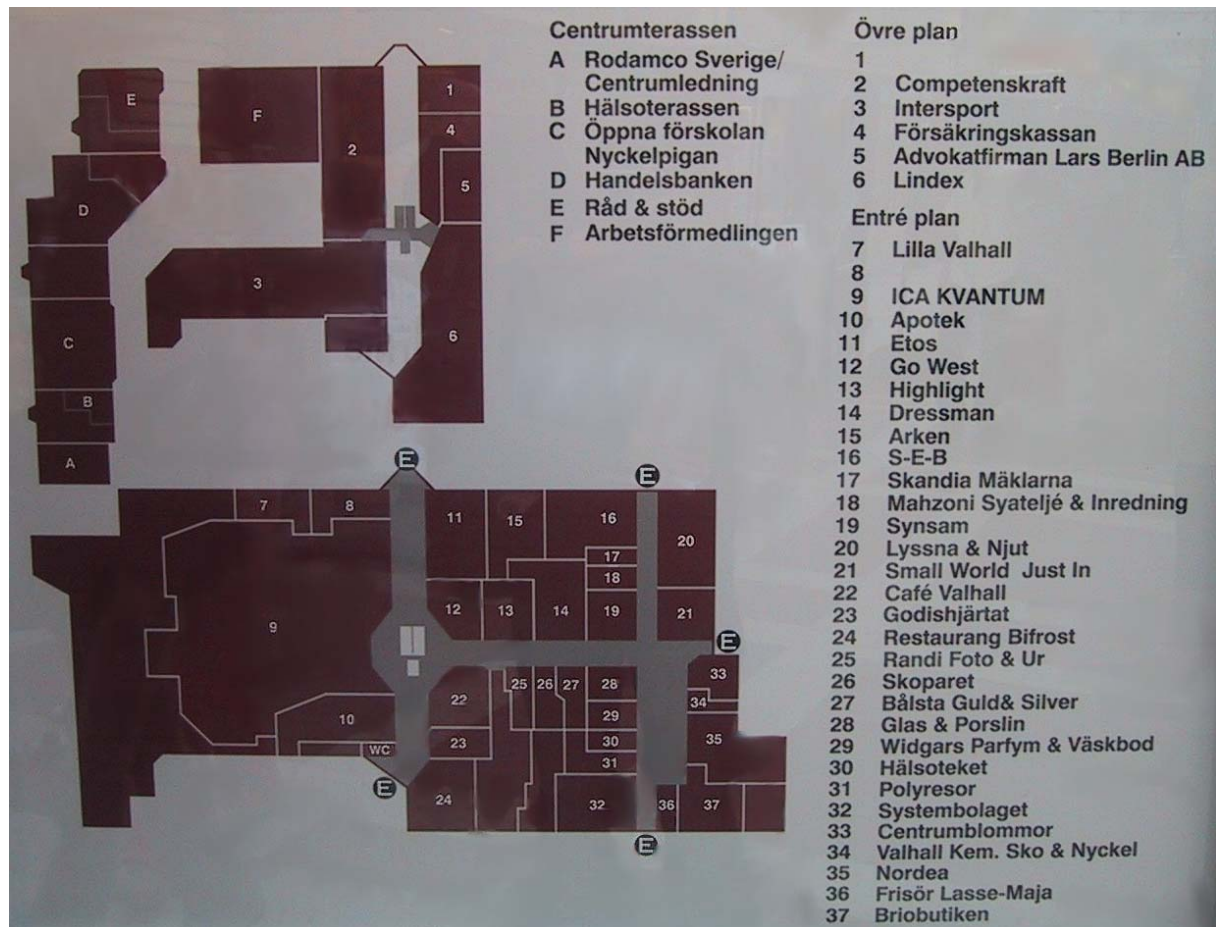 Centrumterassen
A Rodamco Sverige/
Centrumledning
B Hälsoterassen
C Öppna förskolan
Nyckelpigan
D Handelsbanken
E Råd & stöd
F Arbetsförmedlingen
Övre plan
1
2 Competenskraft
3 Intersport
4 Försäkringskassan
5 Advokatfirman Lars Berlin AB
6 Lindex
Entré plan
7 Lilla Valhall
8
9 ICA KVANTUM
10 Apotek
11 Etos
12 Go West
13 Highlight
14 Dressman
15 Arken
16 S-E-B
17 Skandia Mäklarna
18 Mahzoni Syateljé & Inredning
19 Synsam
20 Lyssna & Njut
21 Small World Just In
22 Café Valhall
23 Godishjärtat
24 Restaurang Bifrost
25 Randi Foto & Ur
26 Skoparet
27 Bålsta Guld& Silver
28 Glas & Porslin
29 Widgars Parfym & Väskbod
30 Hälsoteket
31 Polyresor
32 Systembolaget
33 Centrumblommor
34 Valhall Kem. Sko & Nyckel
35 Nordea
36 Frisör Lasse-Maja
37 Briobutiken
E
F
1
4
2
5
D
3
6
C
B
A
E
E
7
8
11
15
16
20
17
18
12
13
14
19
21
9
E
33
22
25
26
27
28
34
10
29
35
WC
23
30
31
E
24
32
36
37
E